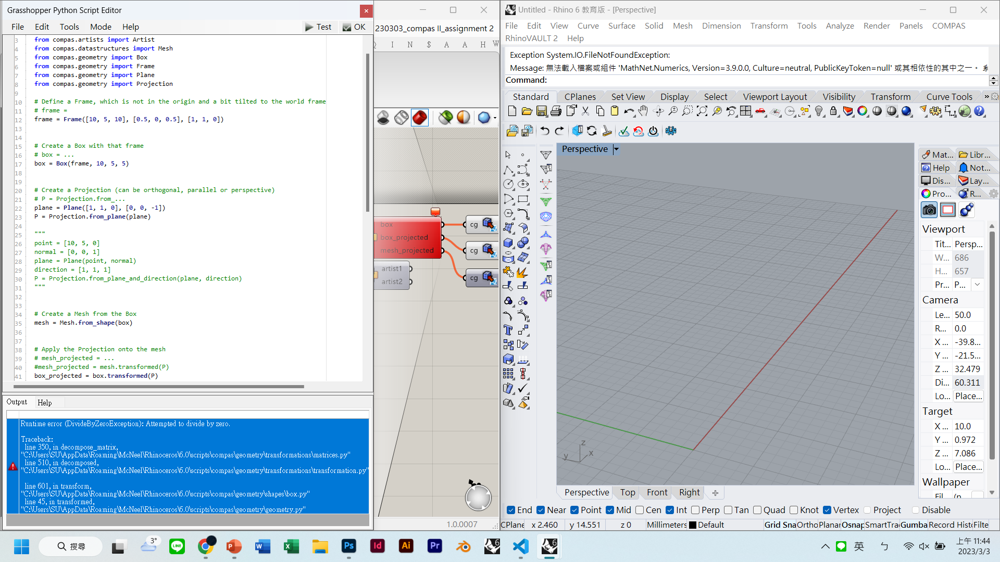 Grasshopper Python Script Editor
File Edit Tools Mode Help Test OK
3 from compas.artists import Artist
4 from compas.datastructures import Mesh
5 from compas.geometry import Box
6 from compas.geometry import Frame
7 from compas.geometry import Plane
8 from compas.geometry import Projection
9
10 # Define a Frame, which is not in the origin and a bit tilted to the world frame
11 # frame =
12 frame = Frame([10, 5, 10], [0.5, 0, 0.5], [1, 1, 0])
13
14
15 # Create a Box with that frame
16 # box = ...
17 box = Box(frame, 10, 5, 5)
18
19
20 # Create a Projection (can be orthogonal, parallel or perspective)
21 # P = Projection.from_...
22 plane = Plane([1, 1, 0], [0, 0, -1])
23 P = Projection.from_plane(plane)
24
25 """
26 point = [10, 5, 0]
27 normal = [0, 0, 1]
28 plane = Plane(point, normal)
29 direction = [1, 1, 1]
30 P = Projection.from_plane_and_direction(plane, direction)
31 """
32
33
34 # Create a Mesh from the Box
35 mesh = Mesh.from_shape(box)
36
37
38 # Apply the Projection onto the mesh
39 # mesh_projected = ...
40 #mesh_projected = mesh.transformed(P)
41 box_projected = box.transformed(P)
Output Help
Runtime error (DivideByZeroException): Attempted to divide by zero.
Traceback:
line 350, in decompose_matrix,
"C:\Users\SU\AppData\Roaming\McNeel\Rhinoceros\6.0\scripts\compas\geometry\transformations\matrices.py"
line 510, in decomposed,
"C:\Users\SU\AppData\Roaming\McNeel\Rhinoceros\6.0\scripts\compas\geometry\transformations\transformation.py"
line 601, in transform,
"C:\Users\SU\AppData\Roaming\McNeel\Rhinoceros\6.0\scripts\compas\geometry\shapes\box.py"
line 45, in transformed,
"C:\Users\SU\AppData\Roaming\McNeel\Rhinoceros\6.0\scripts\compas\geometry\geometry.py"
230303_compas II_assignment 2
I N $ A A H W
box
box_projected
mesh_projected
artist1
artist2
cg
cg
cg
1.0.0007
Untitled - Rhino 6 教育版 - [Perspective]
File Edit View Curve Surface Solid Mesh Dimension Transform Tools Analyze Render Panels COMPAS
RhinoVAULT 2 Help
Exception System.IO.FileNotFoundException:
Message: 無法載入檔案或組件 'MathNet.Numerics, Version=3.9.0.0, Culture=neutral, PublicKeyToken=null' 或其相依性的其中之一。
Command:
Standard CPlanes Set View Display Select Viewport Layout Visibility Transform Curve Tools »
Perspective
z
y x
Mat... Libr...
Help Not...
Dis... Lay...
Pro... R...
Viewport
Tit... Persp...
W... 686
H... 657
Pr... P...
Camera
Le... 50.0
R... 0.0
X ... -39.8...
Y ... -21.5...
Z ... 32.479
Di... 60.311
Lo... Place...
Target
X ... 10.0
Y ... 0.972
Z ... 7.086
Lo... Place...
Wallpaper
Perspective Top Front Right
End Near Point Mid Cen Int Perp Tan Quad Knot Vertex Project Disable
CPlane x 2.460 y 14.551 z 0 Millimeters Default Grid Sna Ortho Planar Osnap SmartTra Gumba Record Hist Filte
搜尋
3°
LINE
P W X Ps Id Ai Pr 6 6
英 ㄅ
上午 11:44
2023/3/3